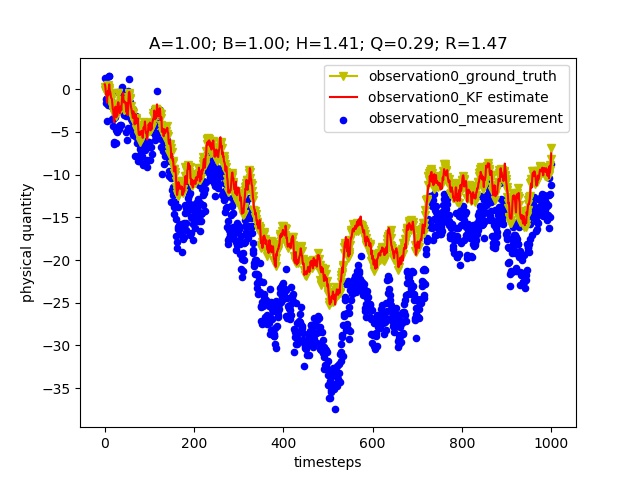 A=1.00; B=1.00; H=1.41; Q=0.29; R=1.47
observation0_ground_truth
observation0_KF estimate
observation0_measurement
physical quantity
0
−5
−10
−15
−20
−25
−30
−35
0 200 400 600 800 1000
timesteps